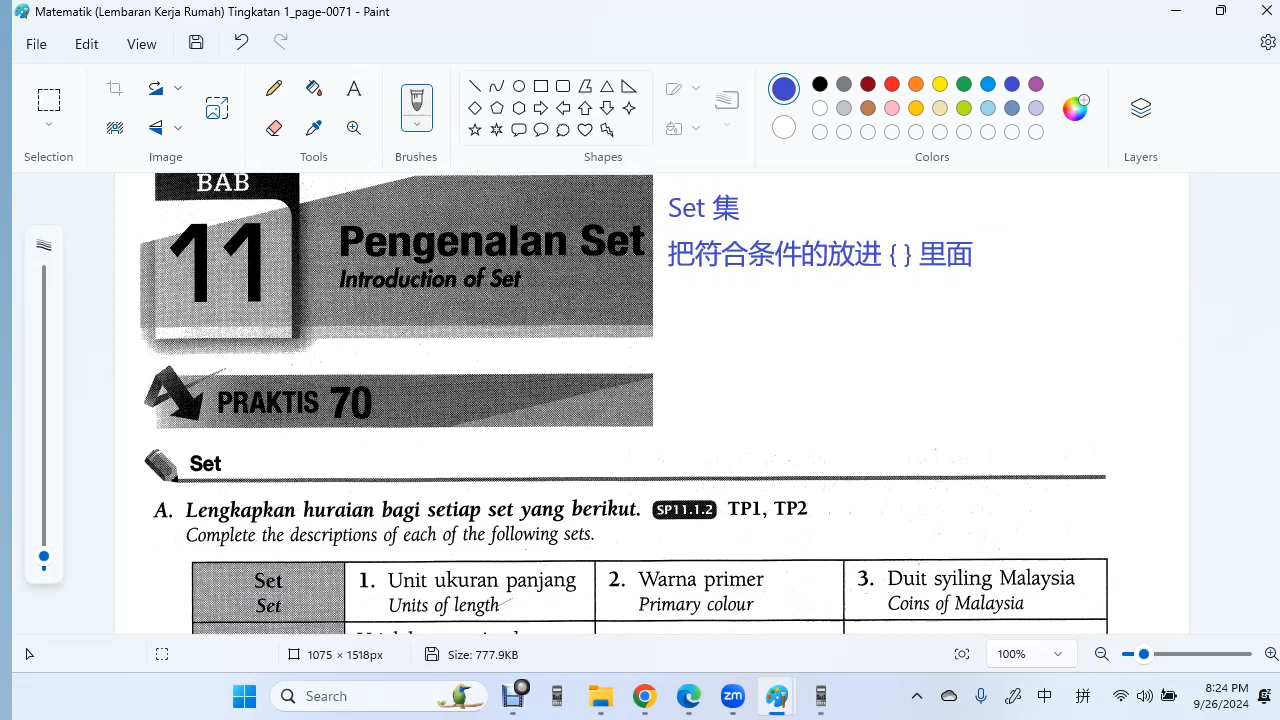 Matematik (Lembaran Kerja Rumah) Tingkatan 1_page-0071 - Paint
File Edit View
Selection Image Tools Brushes Shapes Colors Layers
BAB
11
Pengenalan Set
Introduction of Set
Set 集
把符合条件的放进 { } 里面
PRAKTIS 70
Set
A. Lengkapkan huraian bagi setiap set yang berikut. SP11.1.2 TP1, TP2
Complete the descriptions of each of the following sets.
Set
Set
1. Unit ukuran panjang
Units of length
2. Warna primer
Primary colour
3. Duit syiling Malaysia
Coins of Malaysia
1075 × 1518px Size: 777.9KB 100%
Search
zm
中 拼
8:24 PM
9/26/2024